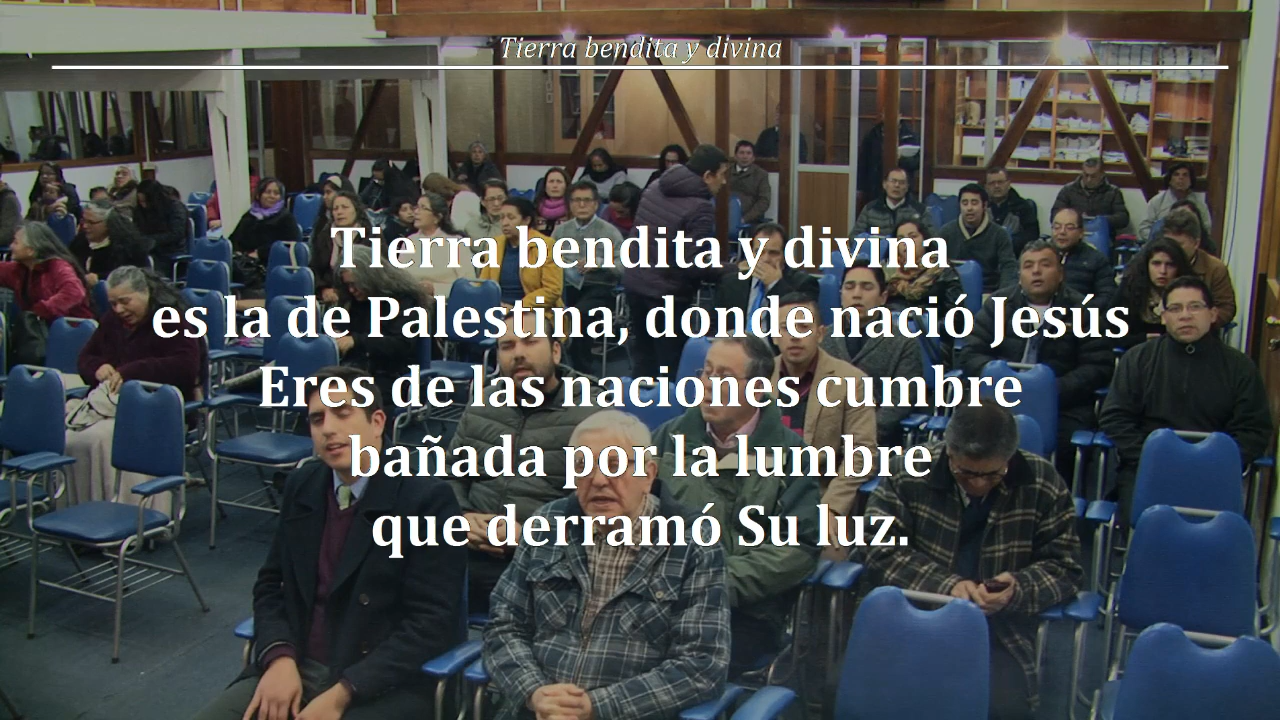 Tierra bendita y divina
Tierra bendita y divina
es la de Palestina, donde nació Jesús
Eres de las naciones cumbre
bañada por la lumbre
que derramó Su luz.